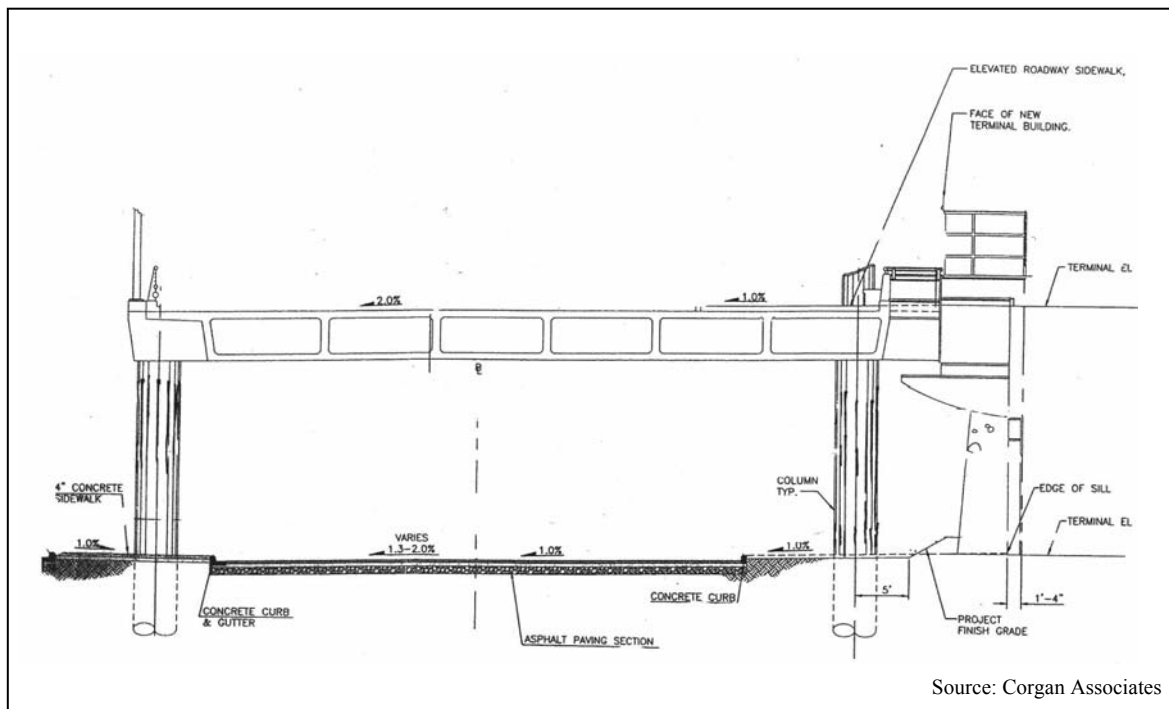 ELEVATED ROADWAY SIDEWALK,
FACE OF NEW
TERMINAL BUILDING.
TERMINAL EL
2.0%
1.0%
4" CONCRETE
SIDEWALK
COLUMN
TYP.
EDGE OF SILL
TERMINAL EL
1.0%
VARIES
1.3-2.0%
1.0%
1.0%
5'
1'-4"
CONCRETE CURB
& GUTTER
CONCRETE CURB
ASPHALT PAVING SECTION
PROJECT
FINISH GRADE
Source: Corgan Associates